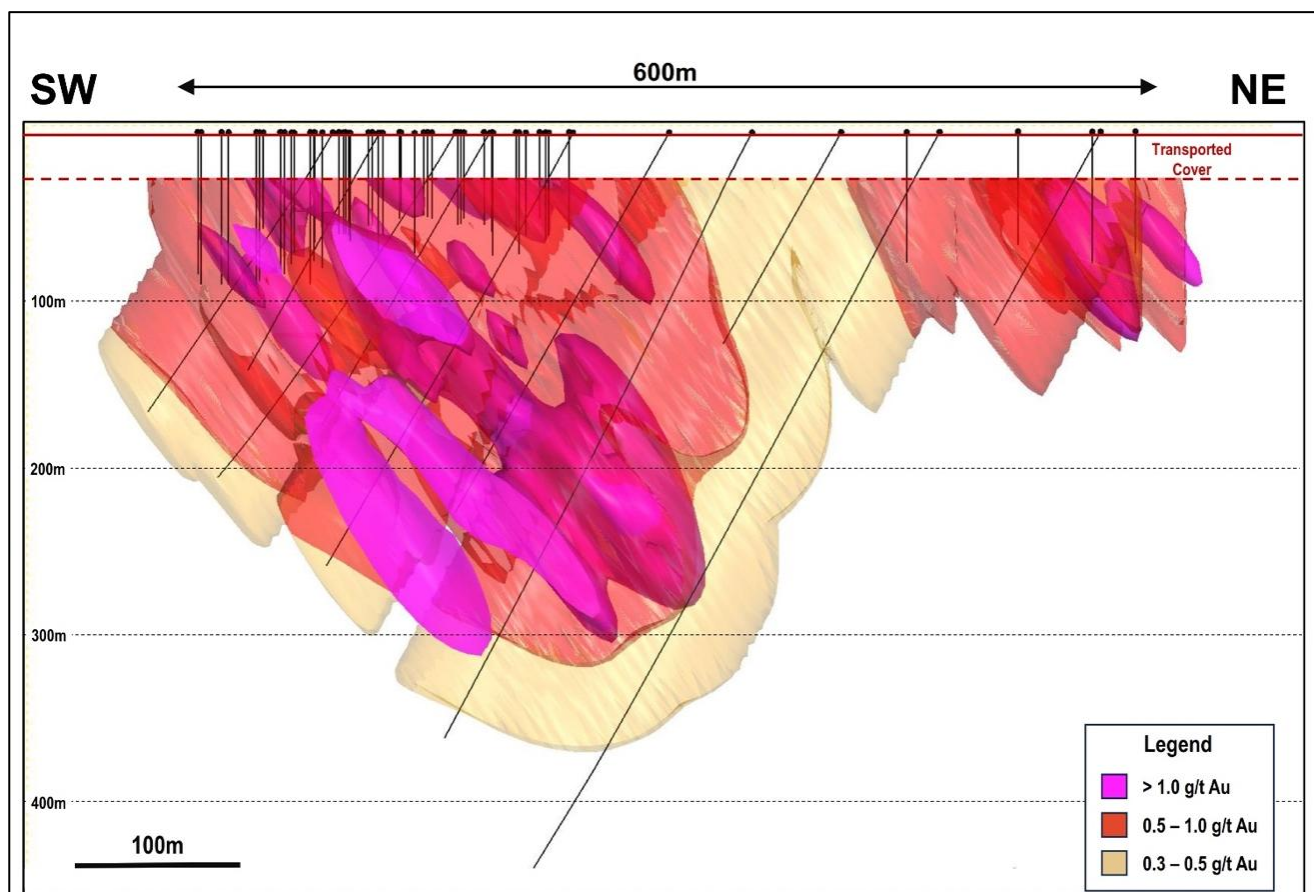 600m
SW
NE
Transported
Cover
100m
200m
300m
400m
100m
Legend
> 1.0 g/t Au
0.5 – 1.0 g/t Au
0.3 – 0.5 g/t Au